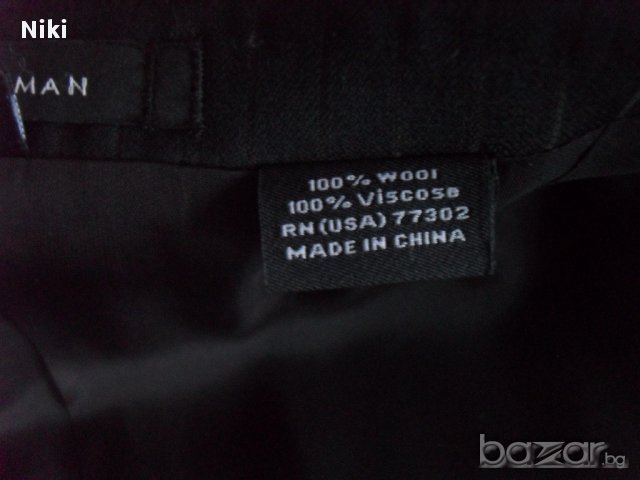 Niki
MAN
100% WOOl
100% VISCOSE
RN (USA) 77302
MADE IN CHINA
bazar.bg